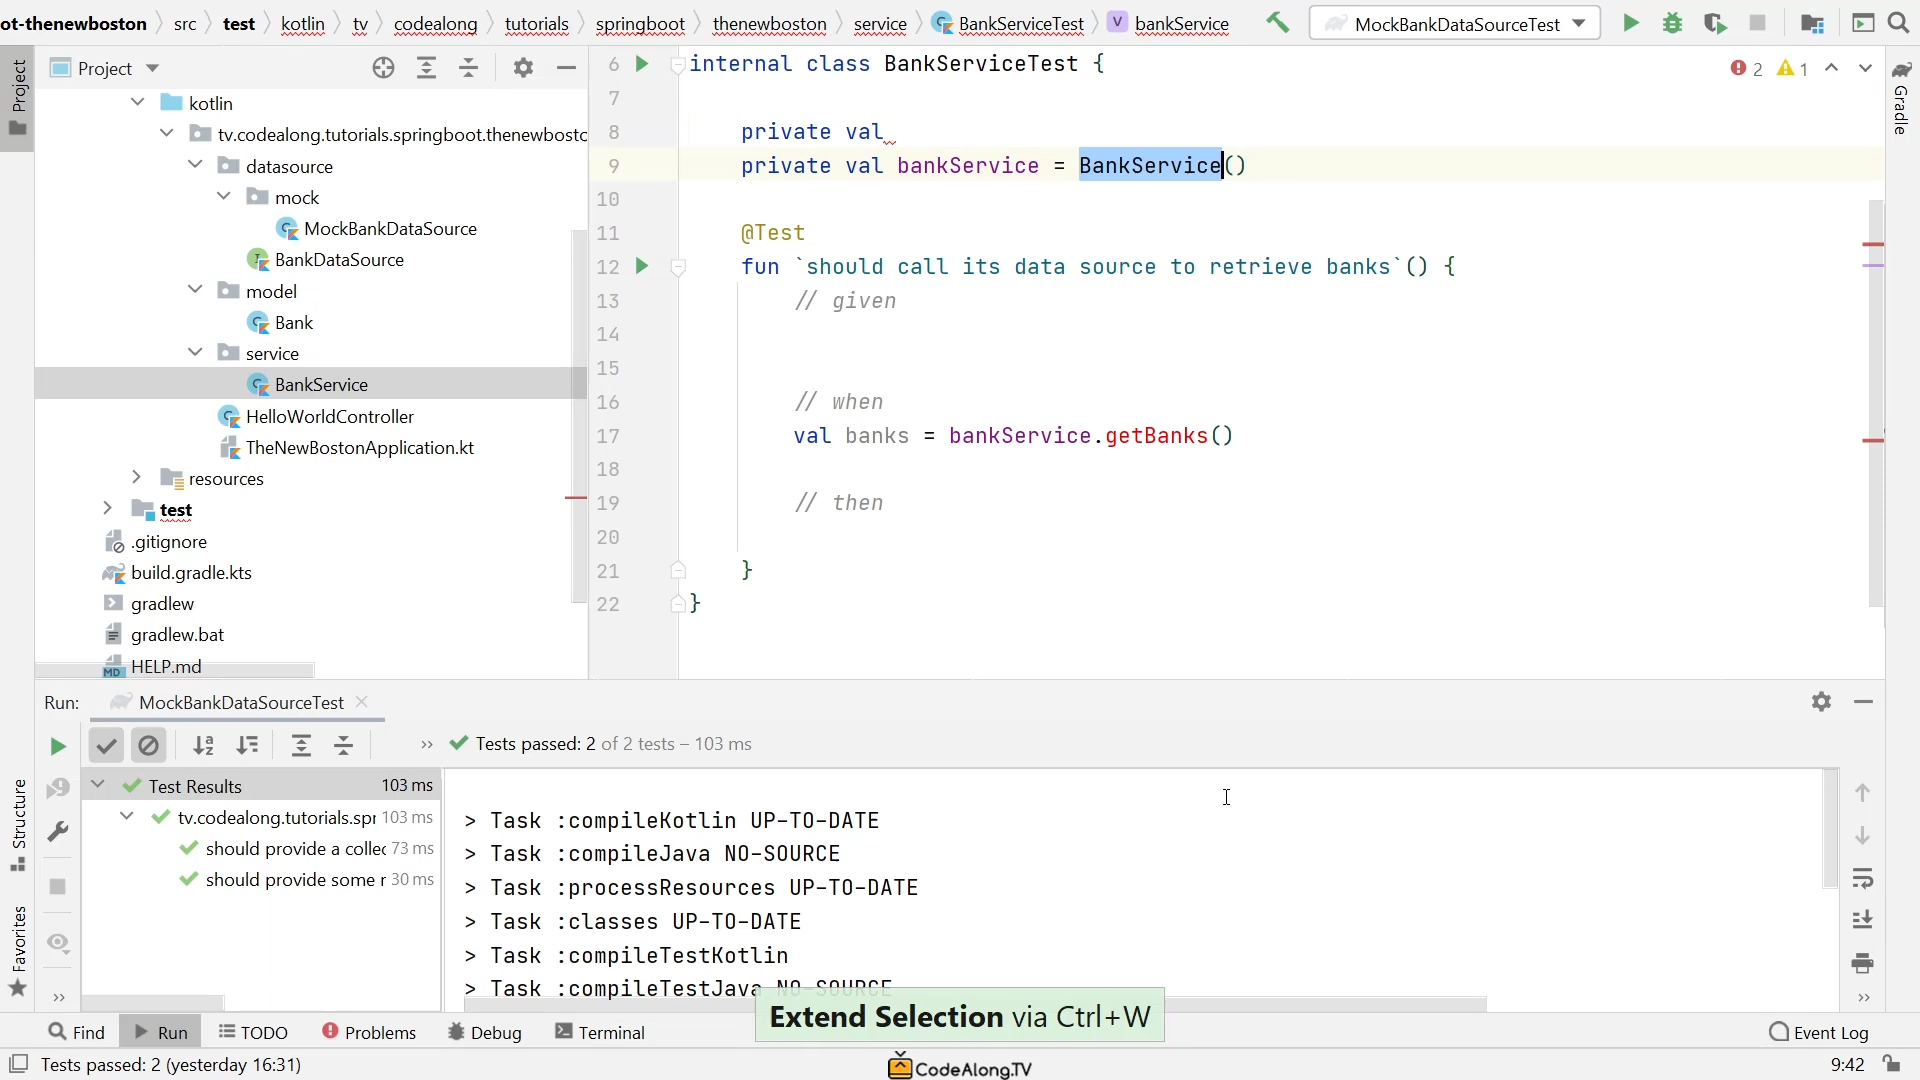 ot-thenewboston src test kotlin tv codealong tutorials springboot thenewboston service BankServiceTest V bankService MockBankDataSourceTest
Project
Project
6 internal class BankServiceTest {
2 1
7
8 private val
9 private val bankService = BankService()
10
11 @Test
12 fun `should call its data source to retrieve banks`() {
13 // given
14
15
16 // when
17 val banks = bankService.getBanks()
18
19 // then
20
21 }
22 }
Gradle
kotlin
tv.codealong.tutorials.springboot.thenewbosto
datasource
mock
MockBankDataSource
BankDataSource
model
Bank
service
BankService
HelloWorldController
TheNewBostonApplication.kt
resources
test
.gitignore
build.gradle.kts
gradlew
gradlew.bat
HELP.md
Run: MockBankDataSourceTest
Tests passed: 2 of 2 tests – 103 ms
Test Results 103 ms
tv.codealong.tutorials.spr 103 ms
should provide a collec 73 ms
should provide some r 30 ms
> Task :compileKotlin UP-TO-DATE
> Task :compileJava NO-SOURCE
> Task :processResources UP-TO-DATE
> Task :classes UP-TO-DATE
> Task :compileTestKotlin
> Task :compileTestJava NO-SOURCE
Structure
Favorites
Extend Selection via Ctrl+W
Find Run TODO Problems Debug Terminal Event Log
Tests passed: 2 (yesterday 16:31)
CodeAlong.TV
9:42